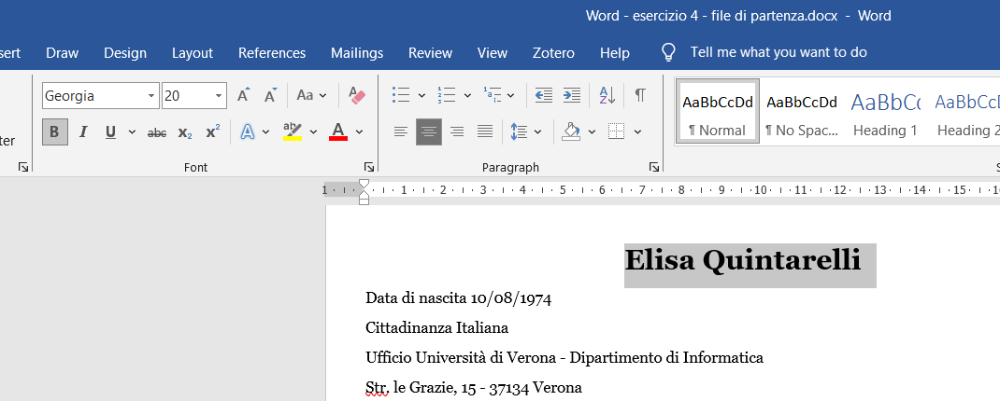 Word - esercizio 4 - file di partenza.docx - Word
sert Draw Design Layout References Mailings Review View Zotero Help Tell me what you want to do
Georgia 20 Aa
AaBbCcDd AaBbCcDd AaBbCc AaBbCcD
ter B I U abc x₂ x² A ab A ¶ Normal ¶ No Spac... Heading 1 Heading 2
Font Paragraph S
1 1 2 3 4 5 6 7 8 9 10 11 12 13 14 15 16
Elisa Quintarelli
Data di nascita 10/08/1974
Cittadinanza Italiana
Ufficio Università di Verona - Dipartimento di Informatica
Str. le Grazie, 15 - 37134 Verona